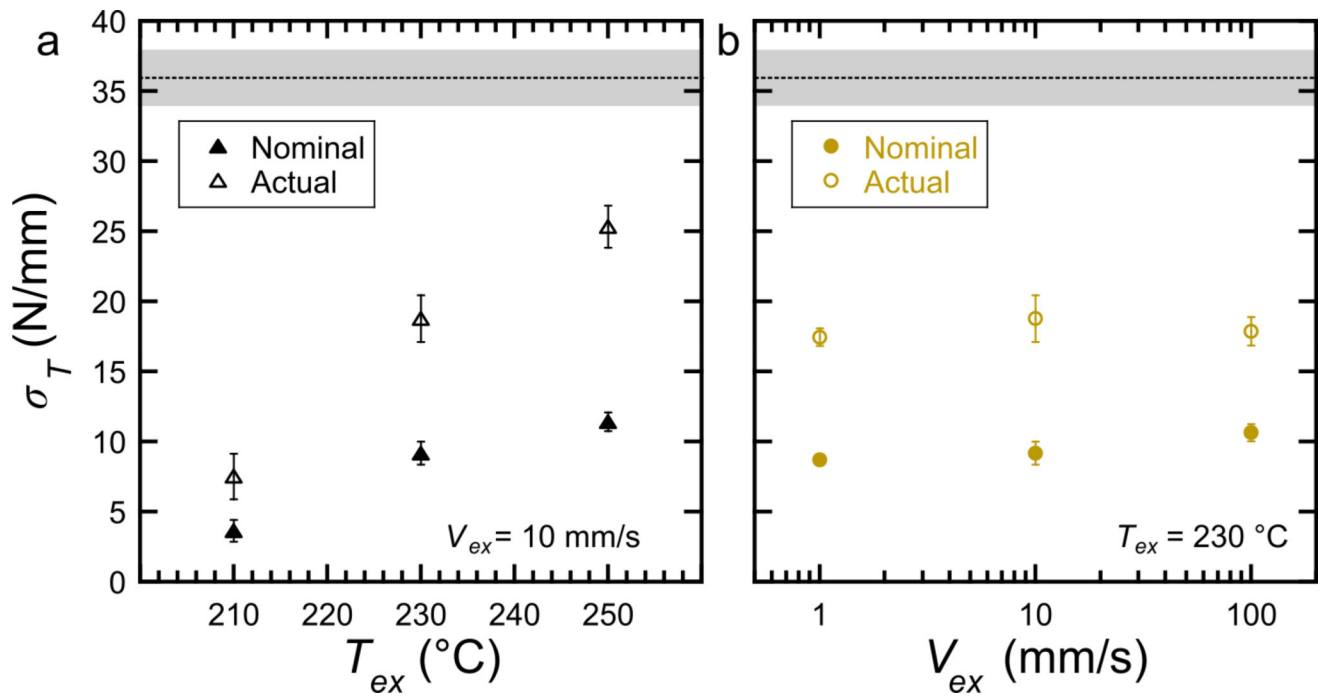 a
40
35
30
25
20
15
10
5
0
σT (N/mm)
Nominal
Actual
Vex = 10 mm/s
210 220 230 240 250
Tex (°C)
b
Nominal
Actual
Tex = 230 °C
1 10 100
Vex (mm/s)